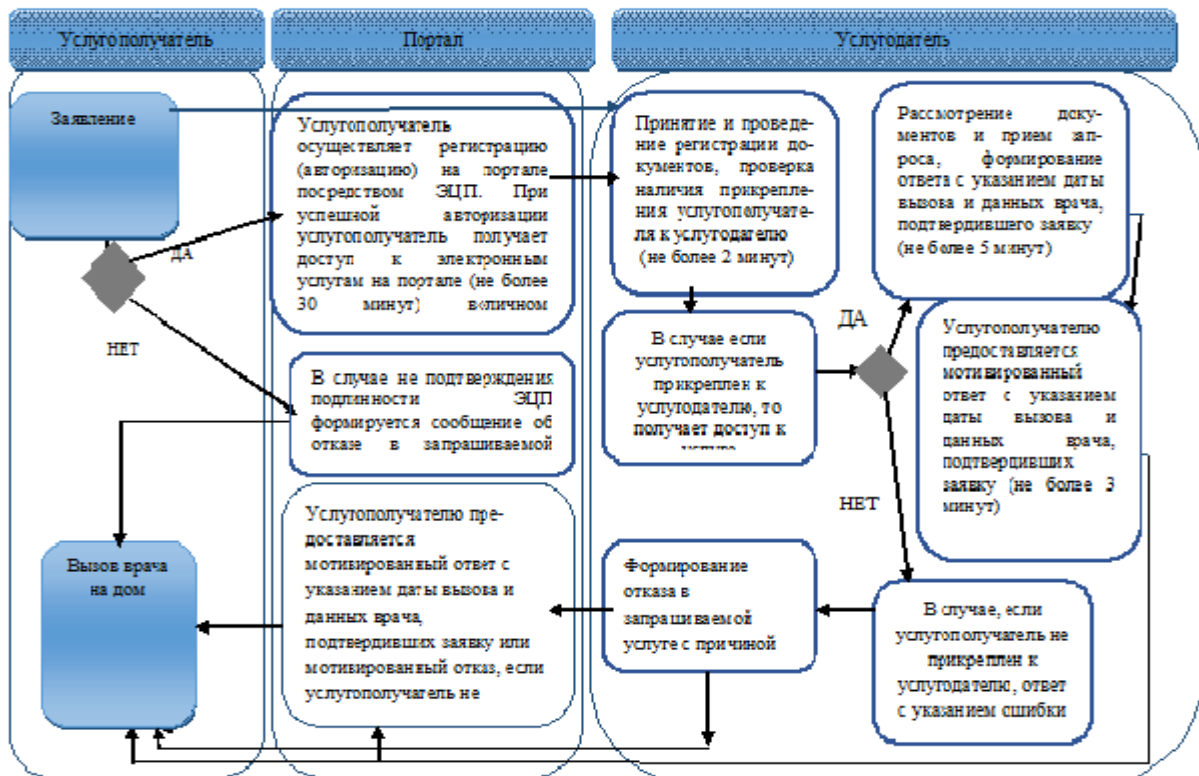 Услугополучатель
Портал
Услугодатель
Заявление
ДА
НЕТ
Услугополучатель
осуществляет регистрацию
(авторизацию) на портале
посредством ЭЦП. При
успешной авторизации
услугополучатель получает
доступ к электронным
услугам на портале (не более
30 минут) в личном
В случае не подтверждения
подлинности ЭЦП
формируется сообщение об
отказе в запрашиваемой
Услугополучателю пре-
доставляется
мотивированный ответ с
указанием даты вызова и
данных врача,
подтвердивших заявку или
мотивированный отказ, если
услугополучатель не
Вызов врача
на дом
Принятие и проведе-
ние регистрации до-
кументов, проверка
наличия прикрепле-
ния услугополучате-
ля к услугодателю
(не более 2 минут)
В случае если
услугополучатель
прикреплен к
услугодателю, то
получает доступ к
ДА
НЕТ
Рассмотрение доку-
ментов и прием зап-
роса, формирование
ответа с указанием даты
вызова и данных врача,
подтвердившего заявку
(не более 5 минут)
Услугополучателю
предоставляется
мотивированный
ответ с указанием
даты вызова и
данных врача,
подтвердивших
заявку (не более 3
минут)
Формирование
отказа в
запрашиваемой
услуге с причиной
В случае, если
услугополучатель не
прикреплен к
услугодателю, ответ
с указанием ошибки